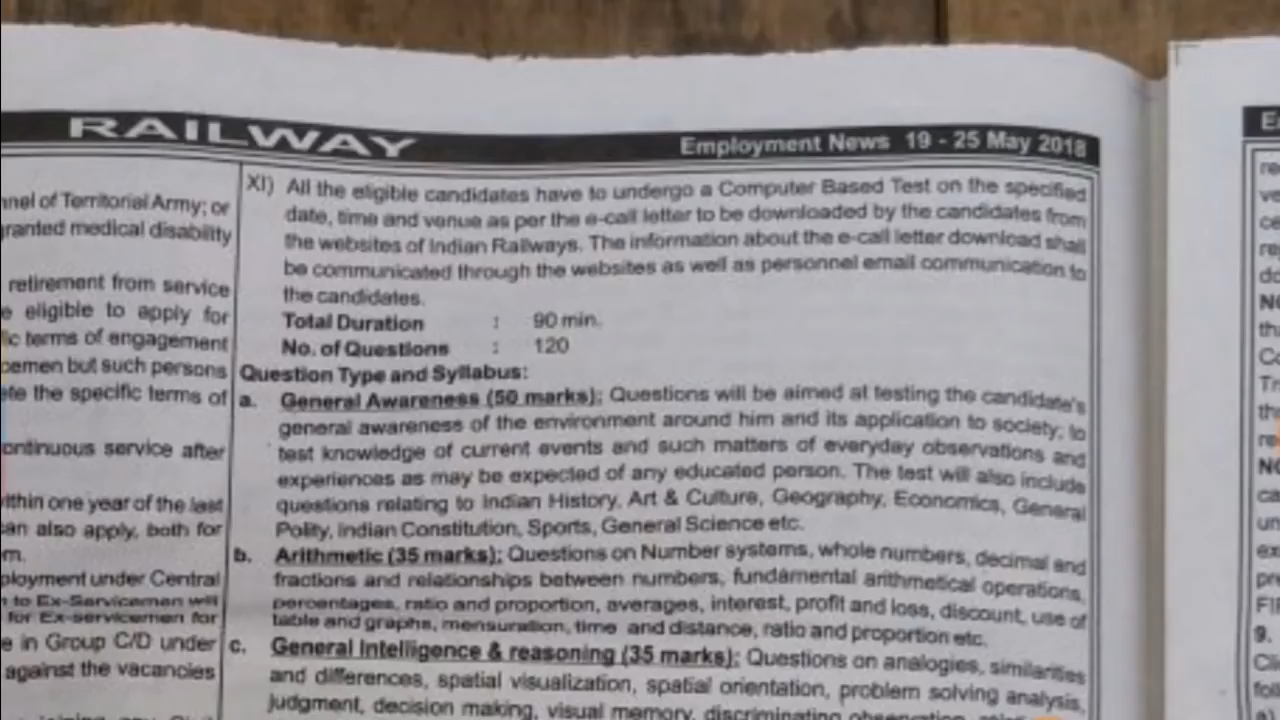 RAILWAY
Employment News 19 - 25 May 2018
nnel of Territorial Army; or
granted medical disability
retirement from service
e eligible to apply for
ic terms of engagement
cemen but such persons
ete the specific terms of
ontinuous service after
ithin one year of the last
an also apply, both for
m.
ployment under Central
to Ex-Serviceman will
for Ex-servicemen for
e in Group C/D under
against the vacancies
XI) All the eligible candidates have to undergo a Computer Based Test on the specified
date, time and venue as per the e-call letter to be downloaded by the candidates from
the websites of Indian Railways. The information about the e-call letter download shall
be communicated through the websites as well as personnel email communication to
the candidates.
Total Duration : 90 min.
No. of Questions : 120
Question Type and Syllabus:
a. General Awareness (50 marks); Questions will be aimed at testing the candidate's
general awareness of the environment around him and its application to society; to
test knowledge of current events and such matters of everyday observations and
experiences as may be expected of any educated person. The test will also include
questions relating to Indian History, Art & Culture, Geography, Economics, General
Polity, Indian Constitution, Sports, General Science etc.
b. Arithmetic (35 marks); Questions on Number systems, whole numbers, decimal and
fractions and relationships between numbers, fundamental arithmetical operations,
percentages, ratio and proportion, averages, interest, profit and loss, discount, use of
table and graphs, mensuration, time and distance, ratio and proportion etc.
c. General Intelligence & reasoning (35 marks); Questions on analogies, similarities
and differences, spatial visualization, spatial orientation, problem solving analysis,
judgment, decision making, visual memory, discriminating observation,